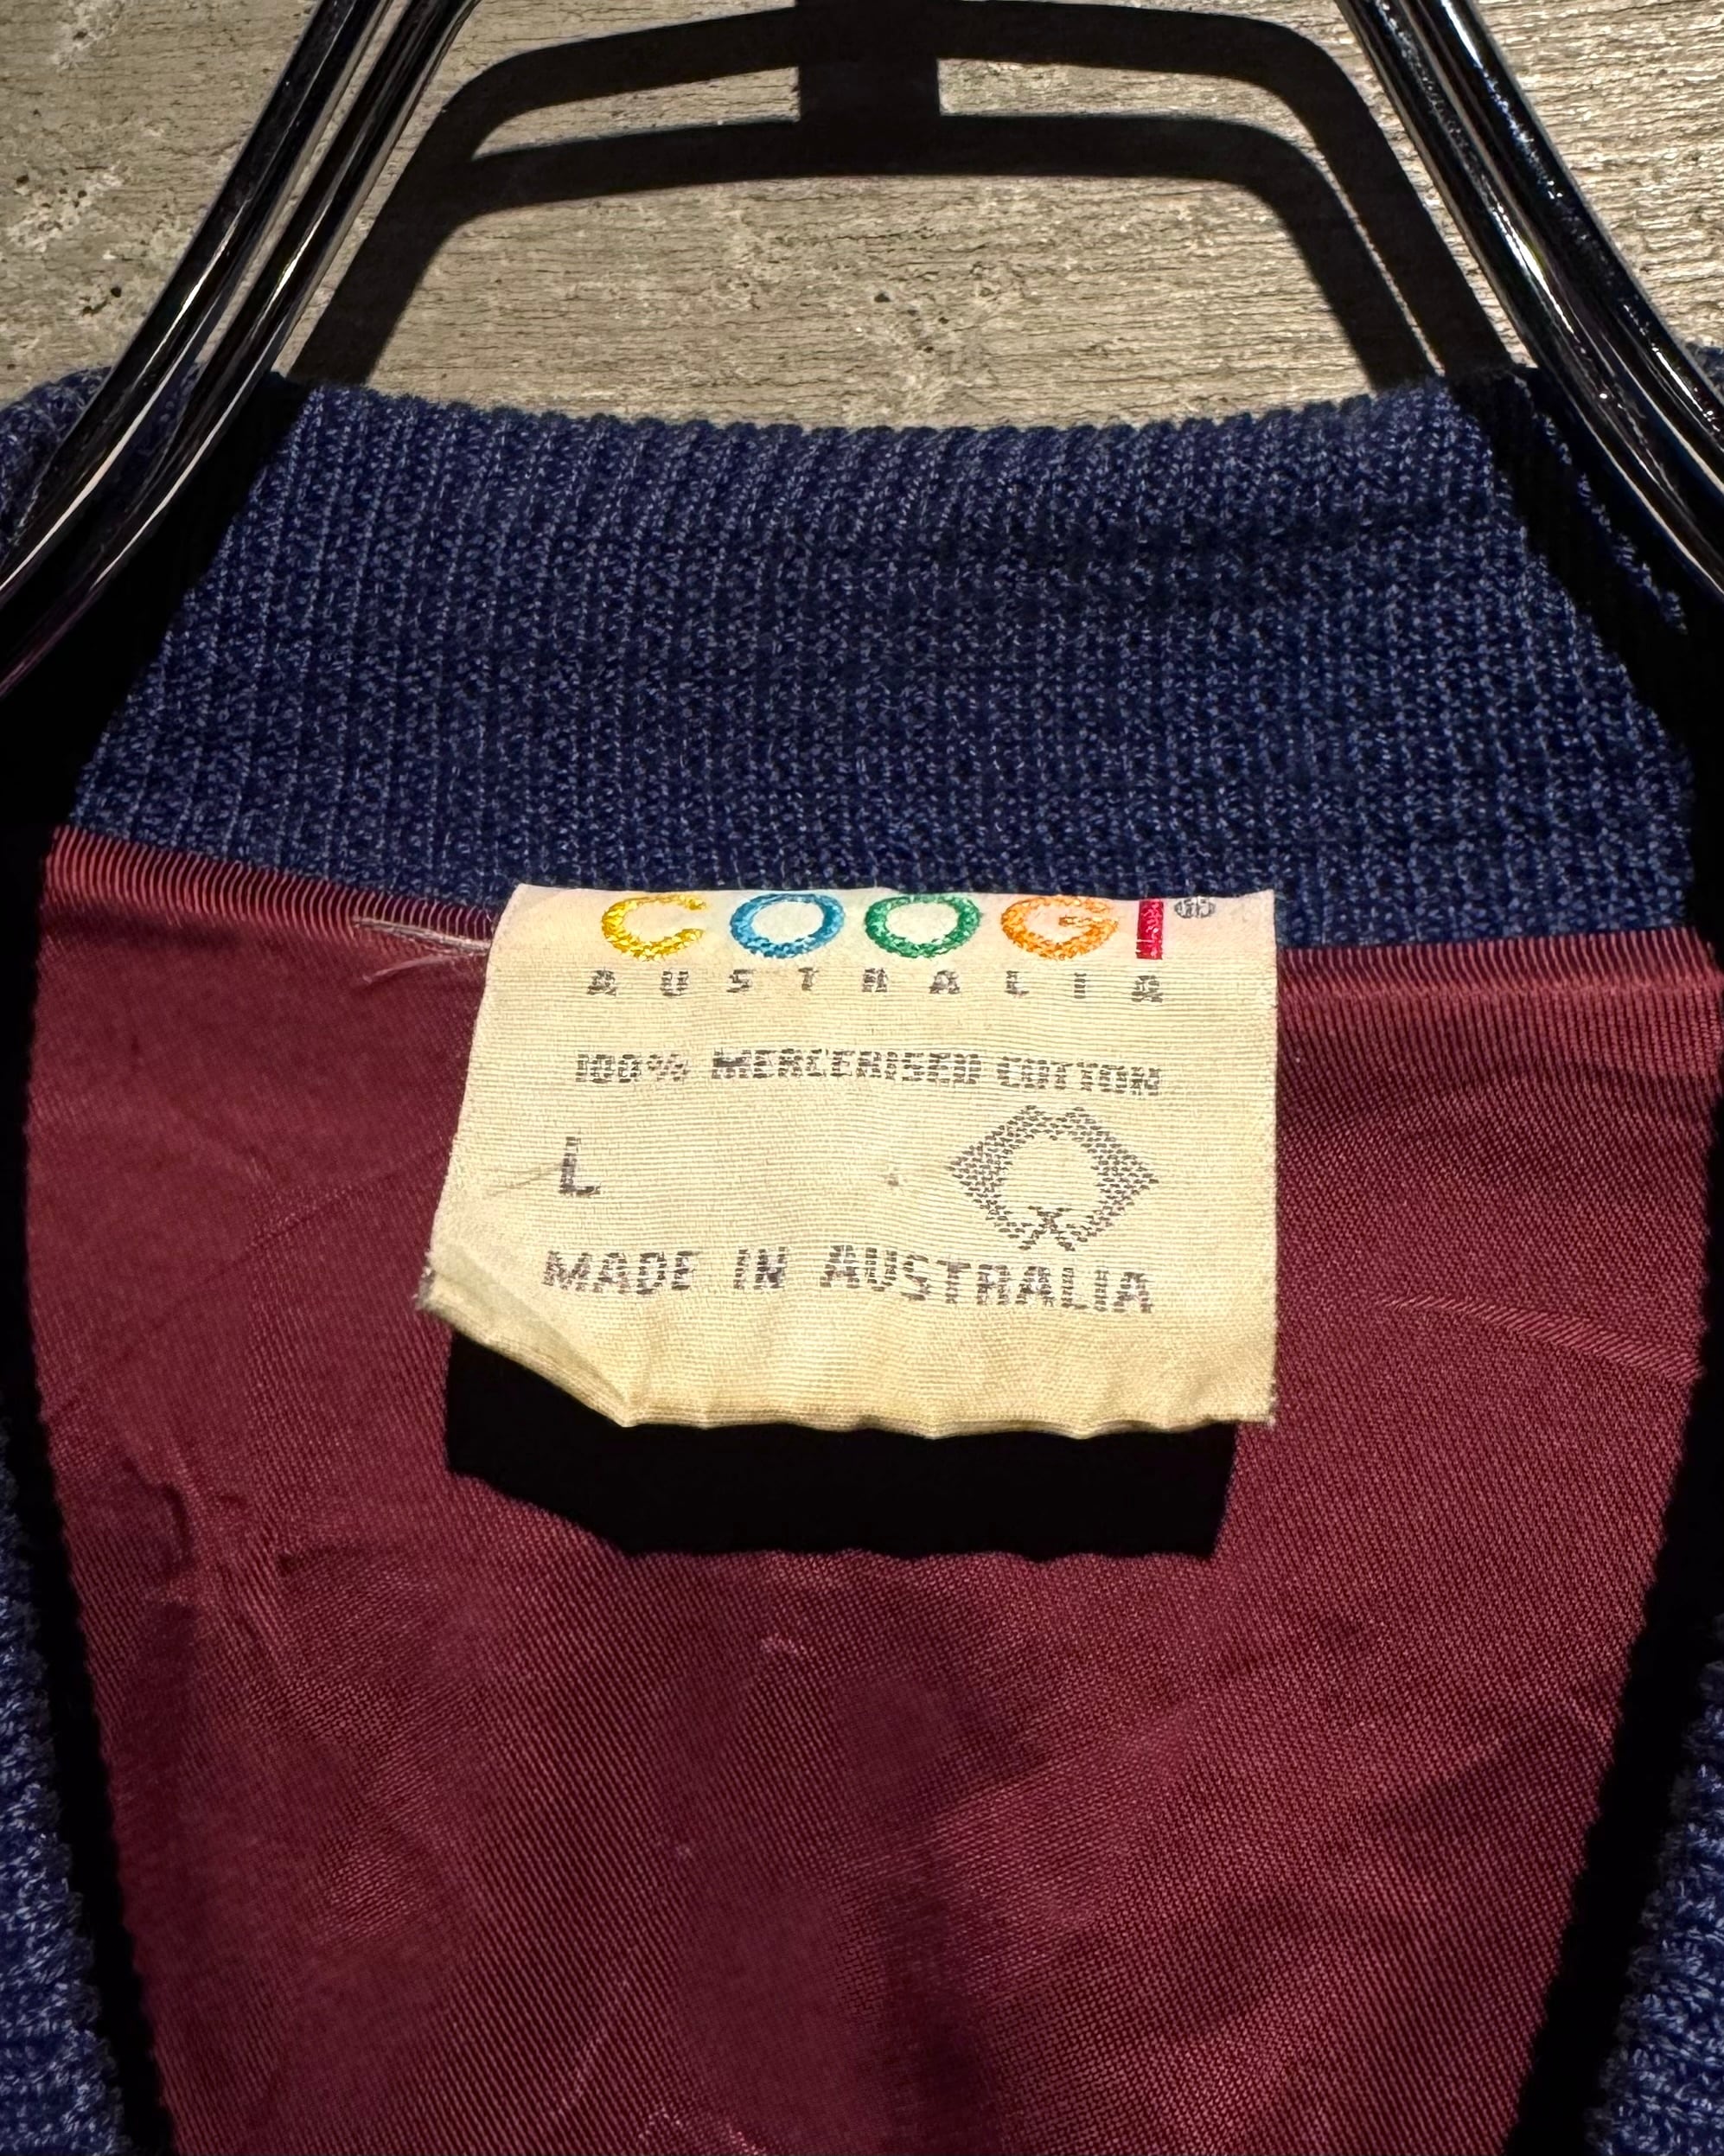 COOGI®
AUSTRALIA
100% MERCERISED COTTON
L
MADE IN AUSTRALIA